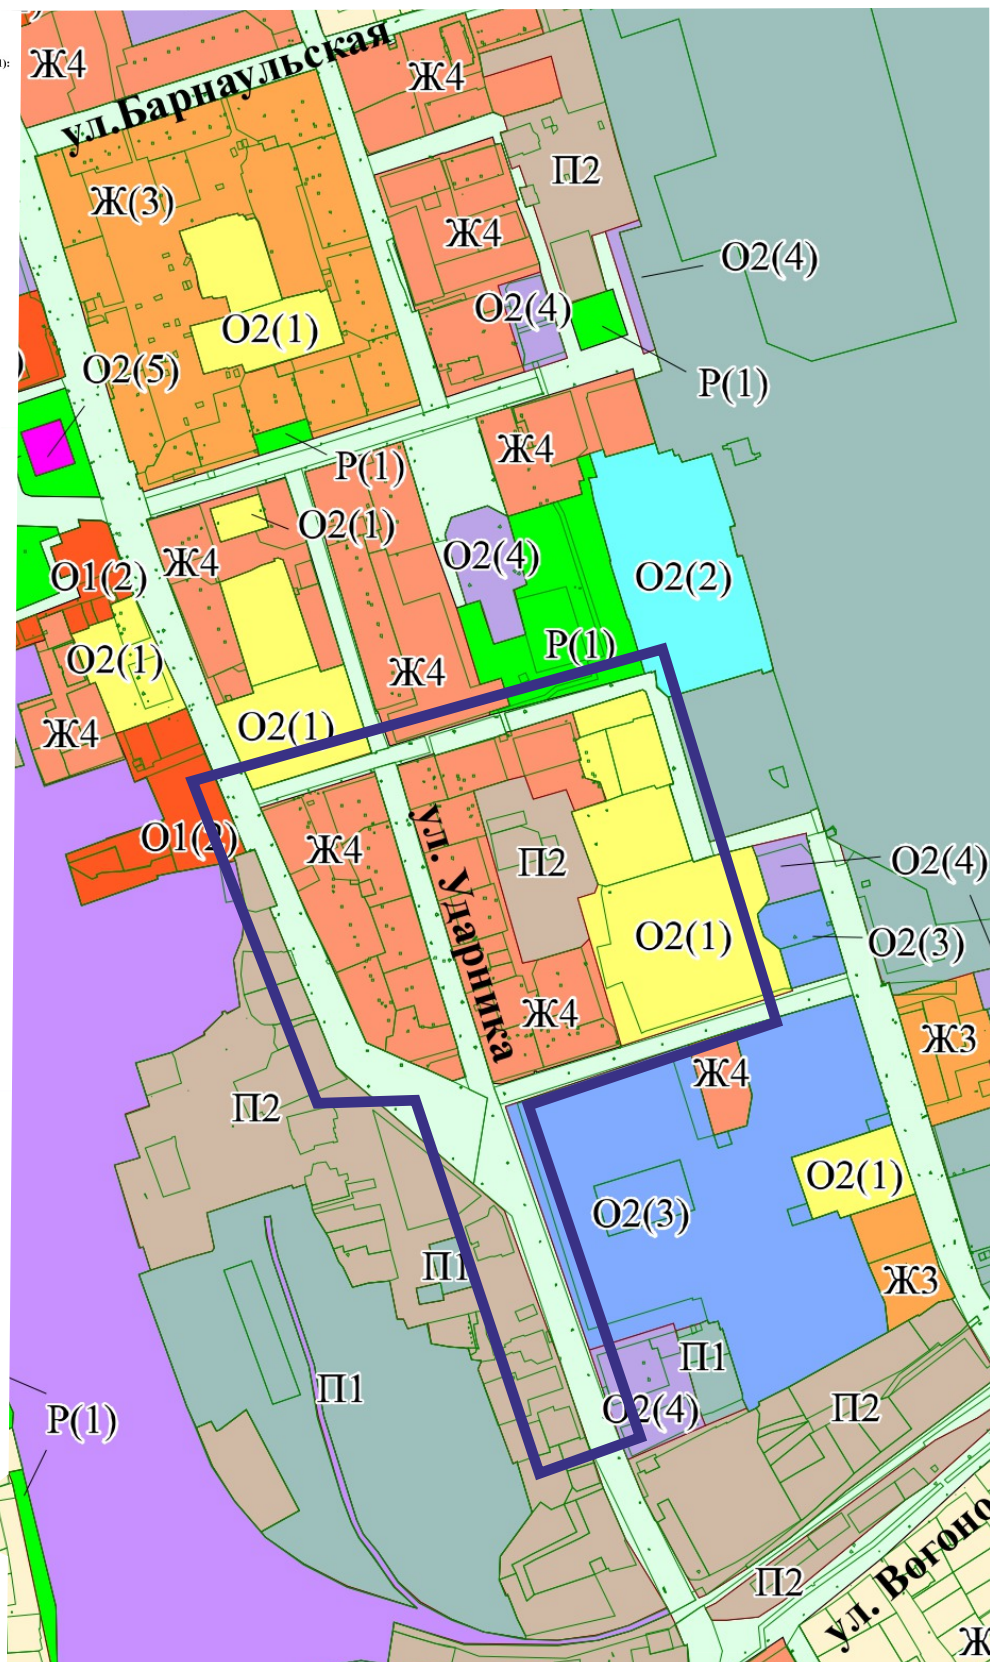 ):
Ж4
ул.Барнаульская
Ж4
П2
Ж(3)
Ж4
О2(4)
О2(4)
О2(1)
)
О2(5)
Р(1)
Ж4
Р(1)
О2(1)
Ж4
О2(4)
О1(2)
О2(2)
Р(1)
О2(1)
Ж4
О2(1)
Ж4
О1(2)
Ж4
ул. Ударника
П2
О2(4)
О2(1)
О2(3)
Ж4
Ж3
Ж4
П2
О2(1)
О2(3)
П1
Ж3
П1
П1
О2(4)
П2
Р(1)
П2
ул. Вогоно
Ж